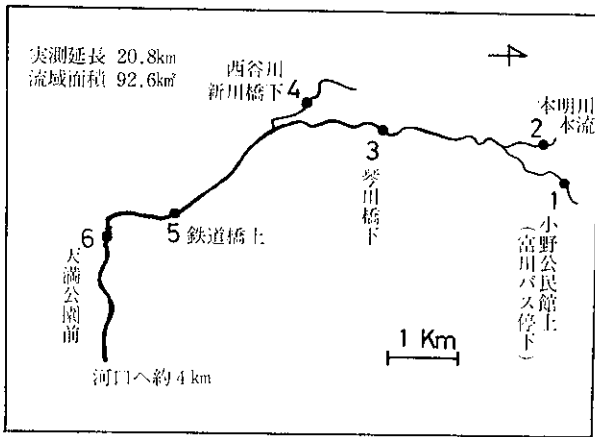 実測延長 20.8km
流域面積 92.6km²
西谷川
新川橋下
4
本明川
本流
2
3
琴川橋下
1
小野公民館上
(富川バス停下)
5 鉄道橋上
6
天満公園前
1 Km
河口へ約4km